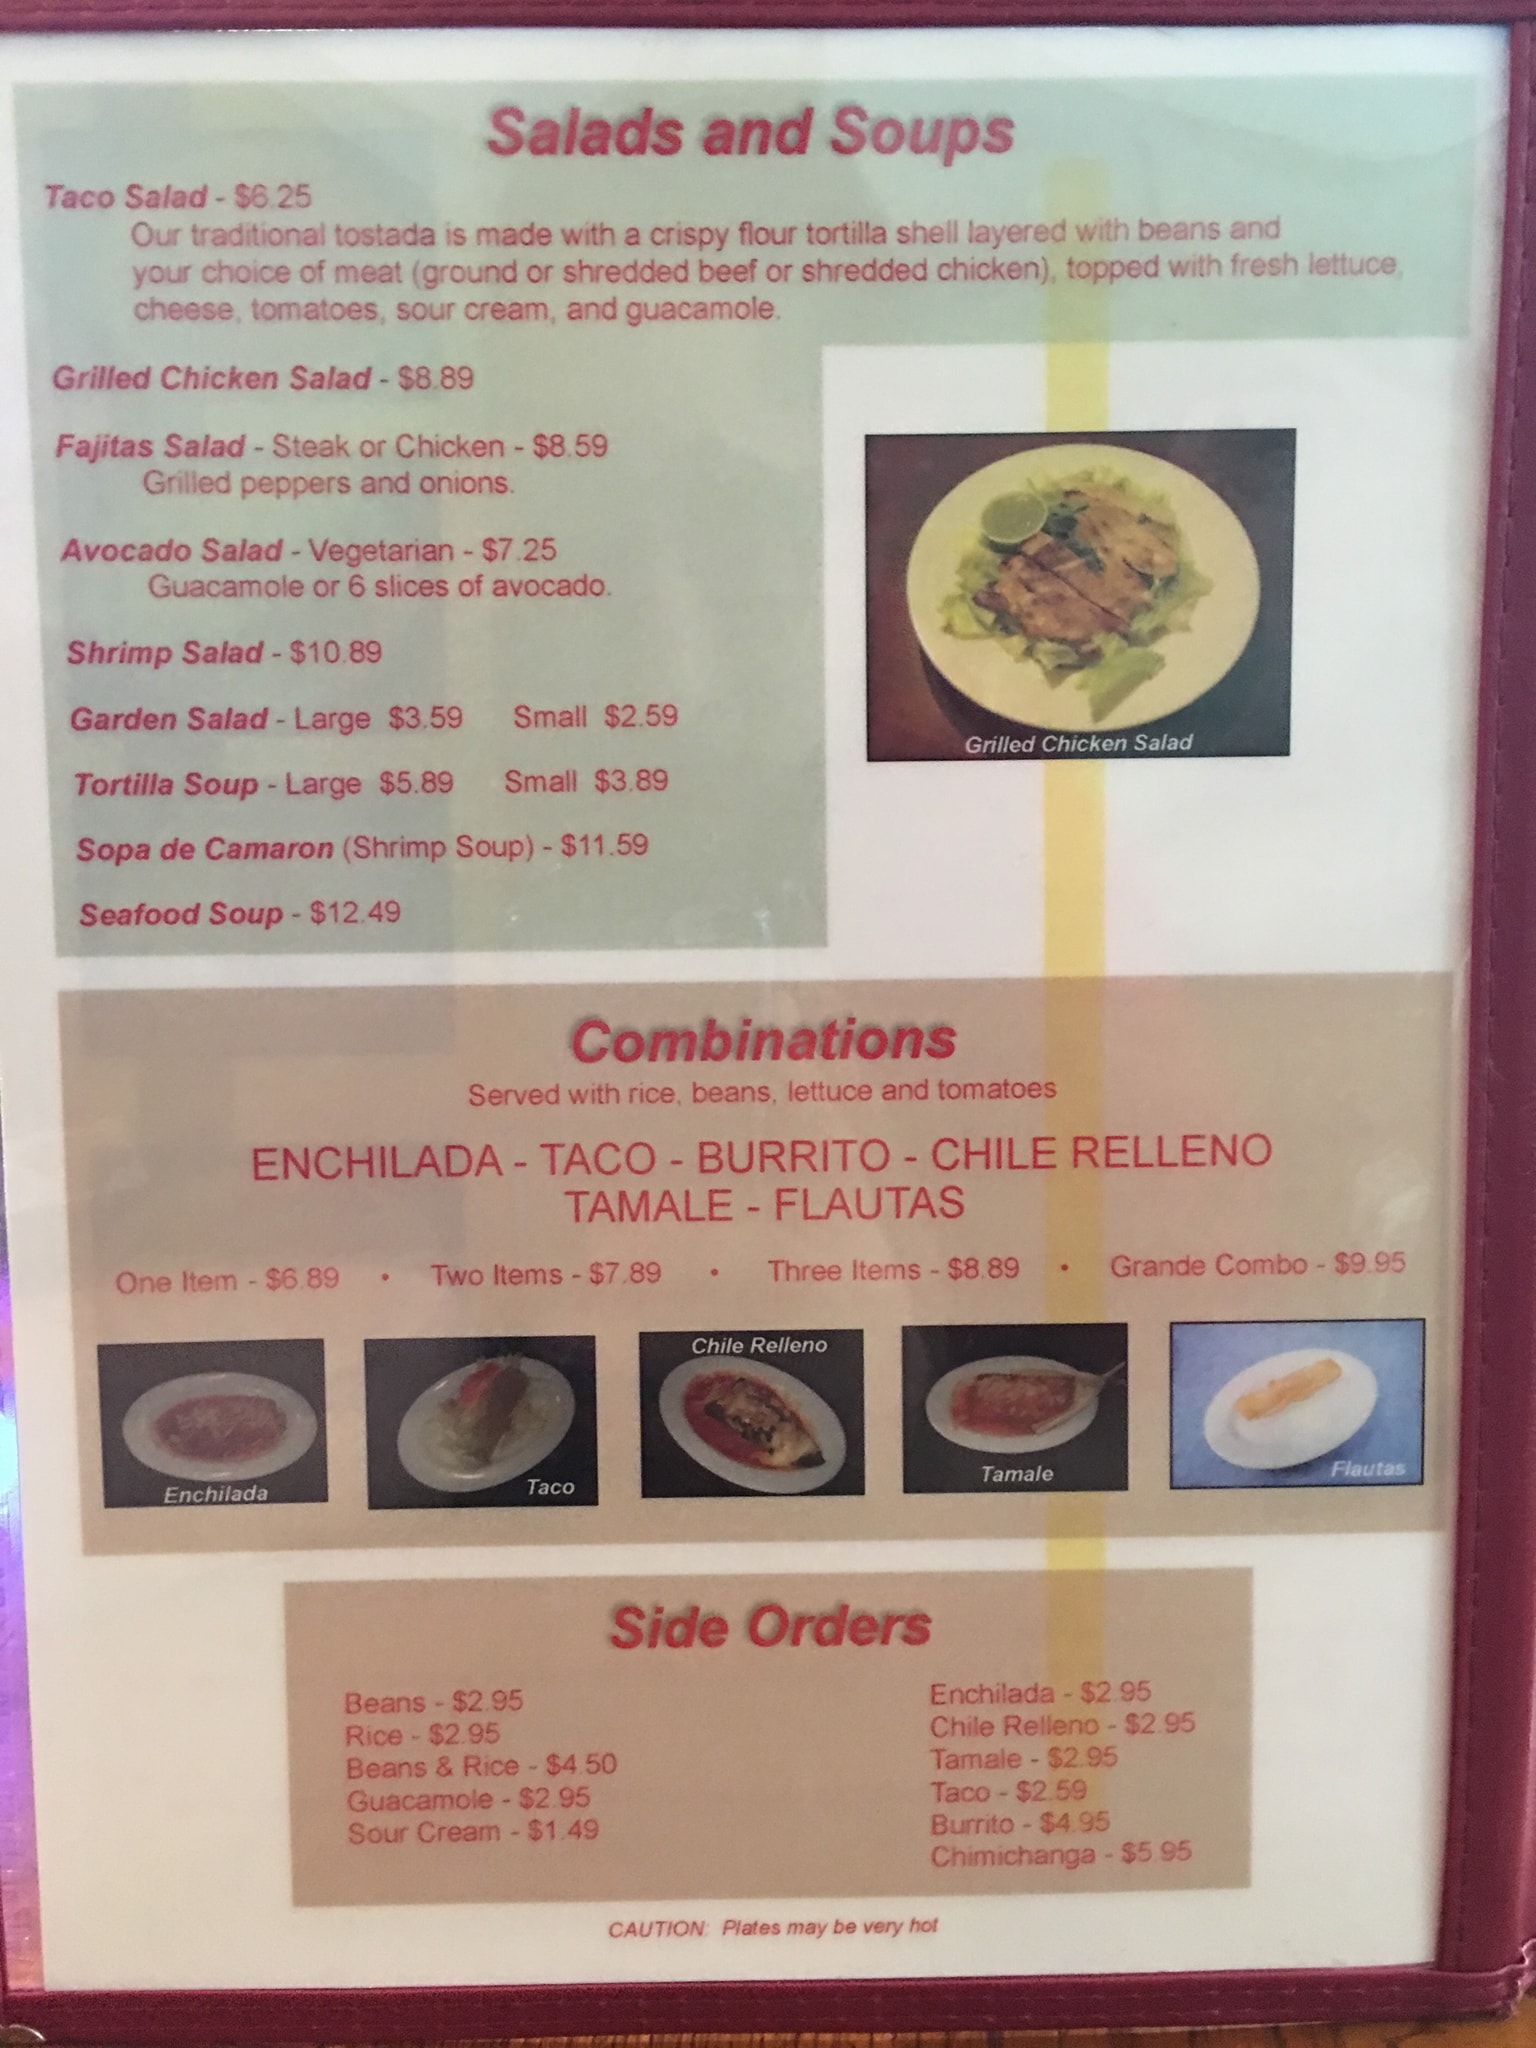 Salads and Soups
Taco Salad - $6.25
Our traditional tostada is made with a crispy flour tortilla shell layered with beans and
your choice of meat (ground or shredded beef or shredded chicken), topped with fresh lettuce,
cheese, tomatoes, sour cream, and guacamole.
Grilled Chicken Salad - $8.89
Fajitas Salad - Steak or Chicken - $8.59
Grilled peppers and onions.
Avocado Salad - Vegetarian - $7.25
Guacamole or 6 slices of avocado.
Shrimp Salad - $10.89
Garden Salad - Large $3.59 Small $2.59
Tortilla Soup - Large $5.89 Small $3.89
Sopa de Camaron (Shrimp Soup) - $11.59
Seafood Soup - $12.49
Grilled Chicken Salad
Combinations
Served with rice, beans, lettuce and tomatoes
ENCHILADA - TACO - BURRITO - CHILE RELLENO
TAMALE - FLAUTAS
One Item - $6.89 • Two Items - $7.89 • Three Items - $8.89 • Grande Combo - $9.95
Enchilada
Taco
Chile Relleno
Tamale
Flautas
Side Orders
Beans - $2.95
Rice - $2.95
Beans & Rice - $4.50
Guacamole - $2.95
Sour Cream - $1.49
Enchilada - $2.95
Chile Relleno - $2.95
Tamale - $2.95
Taco - $2.59
Burrito - $4.95
Chimichanga - $5.95
CAUTION: Plates may be very hot